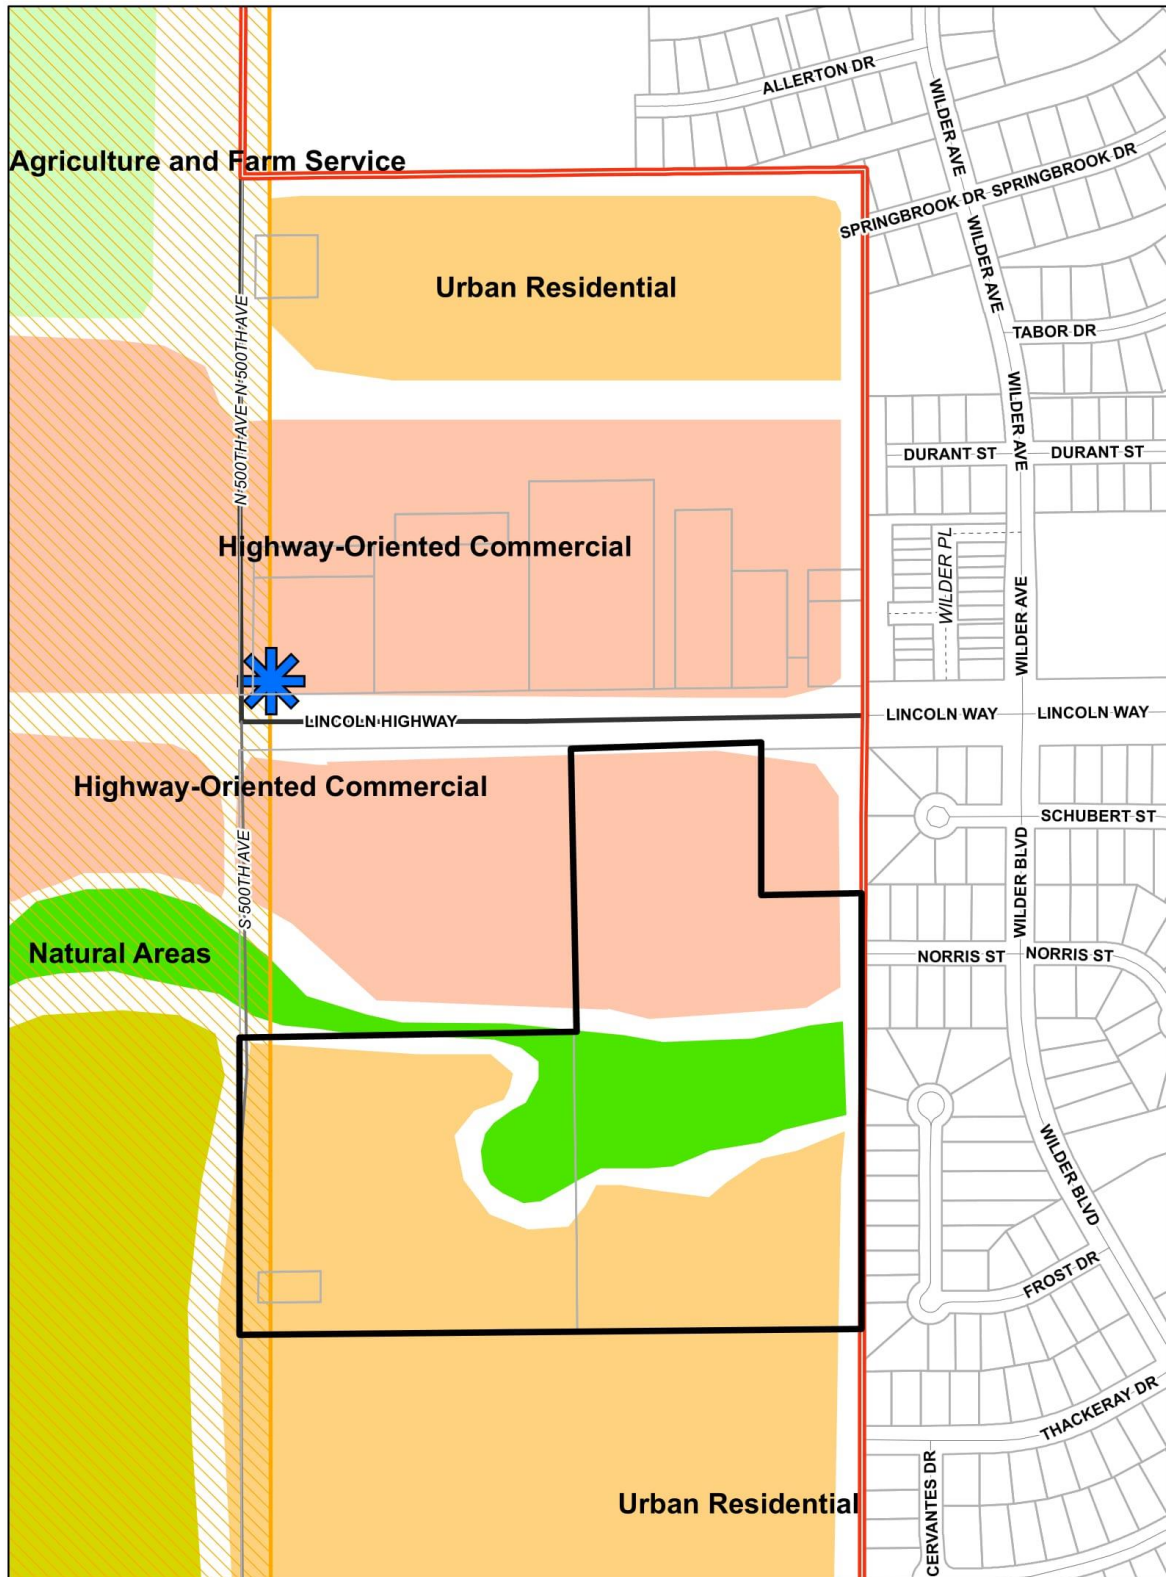 ALLERTON DR
WILDER AVE
Agriculture and Farm Service
SPRINGBROOK DR
SPRINGBROOK DR
WILDER AVE
Urban Residential
TABOR DR
N 500TH AVE
N 500TH AVE
WILDER AVE
DURANT ST
DURANT ST
Highway-Oriented Commercial
WILDER PL
WILDER AVE
LINCOLN HIGHWAY
LINCOLN WAY
LINCOLN WAY
Highway-Oriented Commercial
SCHUBERT ST
S 500TH AVE
WILDER BLVD
Natural Areas
NORRIS ST
NORRIS ST
WILDER BLVD
FROST DR
THACKERAY DR
Urban Residential
CERVANTES DR